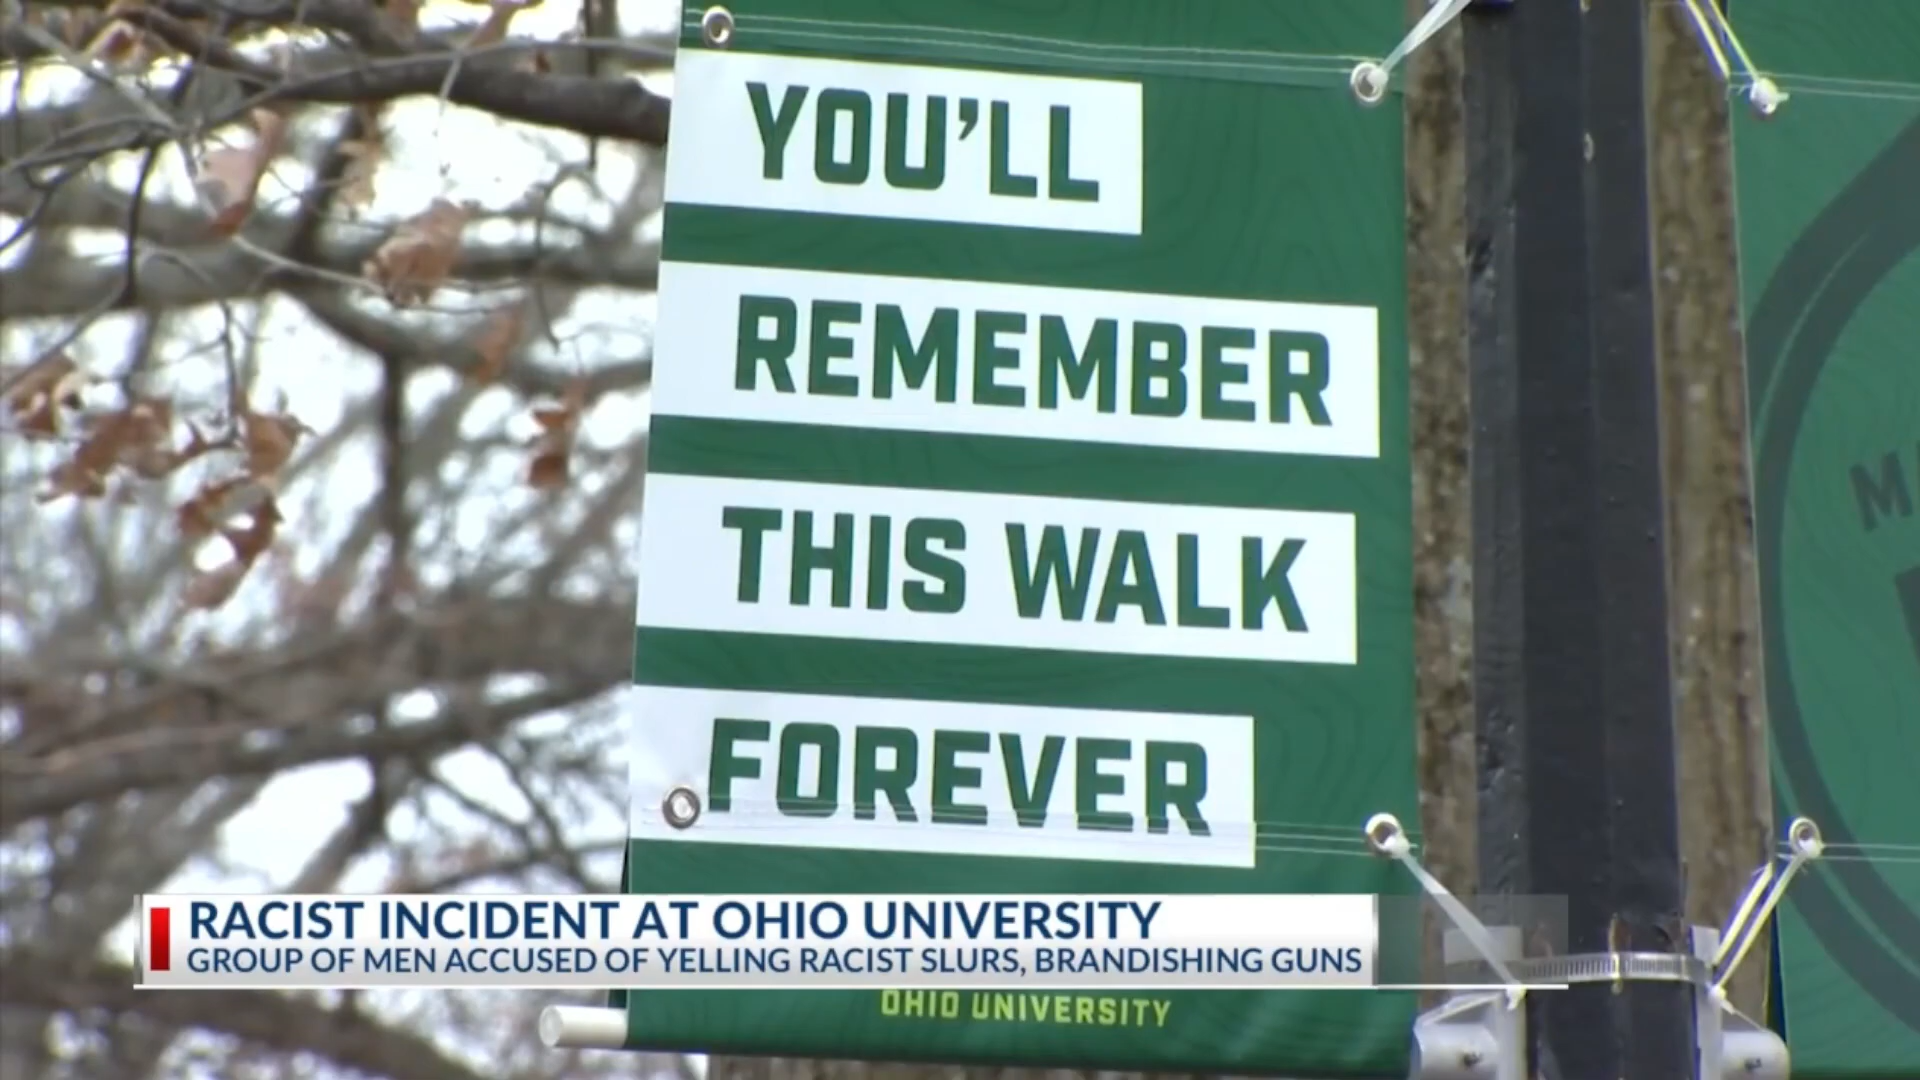 YOU'LL
REMEMBER
THIS WALK
FOREVER
RACIST INCIDENT AT OHIO UNIVERSITY
GROUP OF MEN ACCUSED OF YELLING RACIST SLURS, BRANDISHING GUNS
OHIO UNIVERSITY